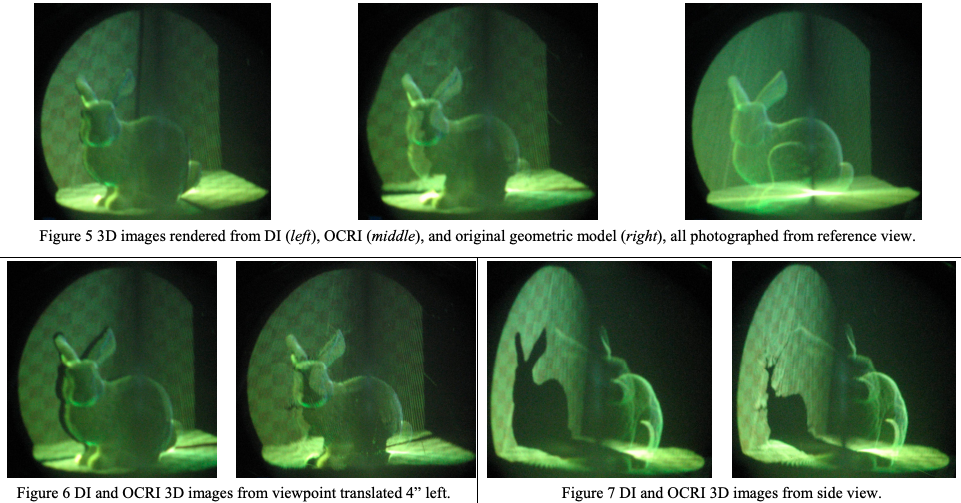 Figure 5 3D images rendered from DI (left), OCRI (middle), and original geometric model (right), all photographed from reference view.
Figure 6 DI and OCRI 3D images from viewpoint translated 4” left.
Figure 7 DI and OCRI 3D images from side view.